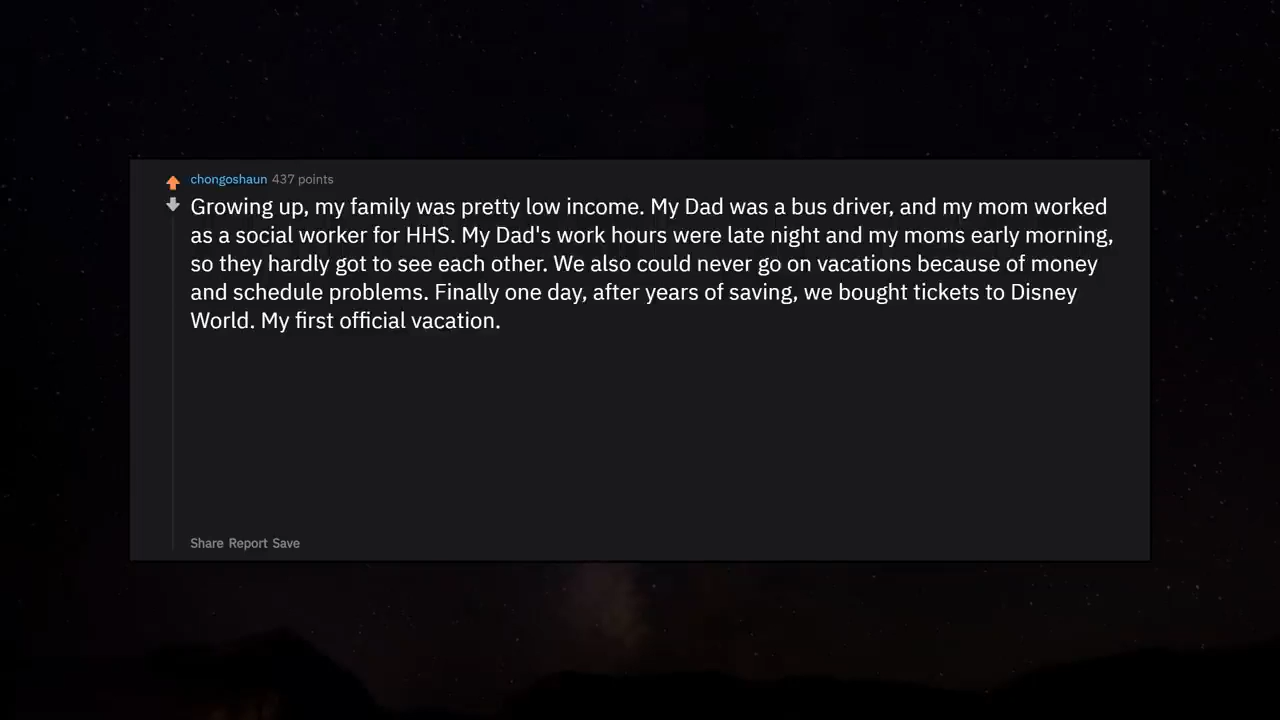 chongoshaun 437 points
Growing up, my family was pretty low income. My Dad was a bus driver, and my mom worked
as a social worker for HHS. My Dad's work hours were late night and my moms early morning,
so they hardly got to see each other. We also could never go on vacations because of money
and schedule problems. Finally one day, after years of saving, we bought tickets to Disney
World. My first official vacation.
Share Report Save